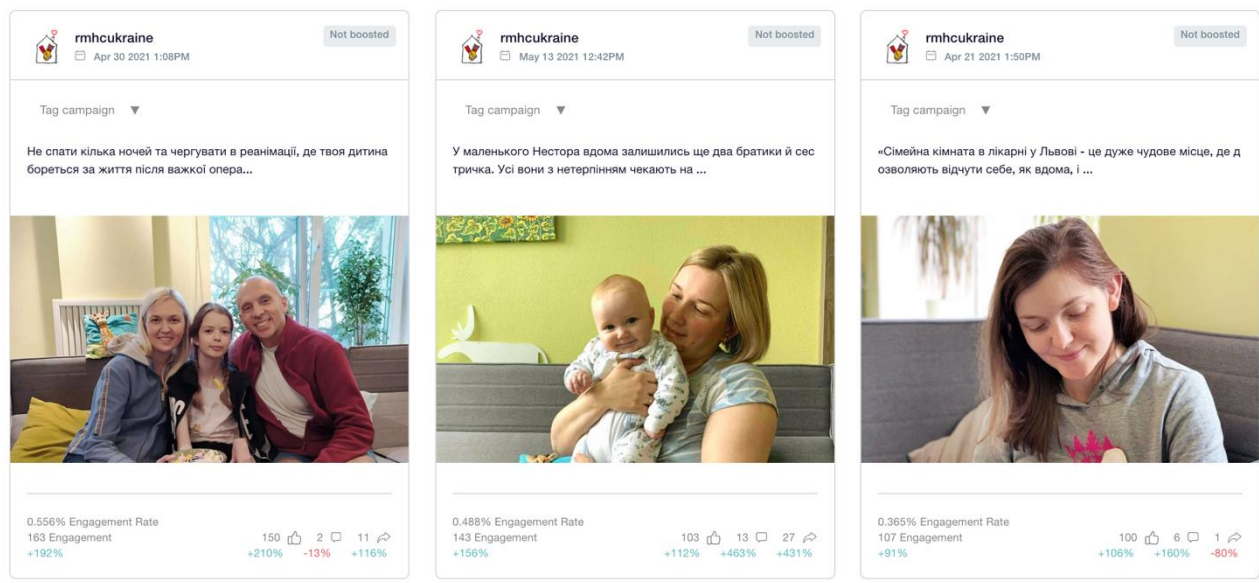 rmhcukraine
Not boosted
Apr 30 2021 1:08PM
Tag campaign ▼
Не спати кілька ночей та чергувати в реанімації, де твоя дитина
бореться за життя після важкої опера...
0.556% Engagement Rate
163 Engagement 150 2 11
+192% +210% -13% +116%
rmhcukraine
Not boosted
May 13 2021 12:42PM
Tag campaign ▼
У маленького Нестора вдома залишились ще два братики й сес
тричка. Усі вони з нетерпінням чекають на ...
0.488% Engagement Rate
143 Engagement 103 13 27
+156% +112% +463% +431%
rmhcukraine
Not boosted
Apr 21 2021 1:50PM
Tag campaign ▼
«Сімейна кімната в лікарні у Львові - це дуже чудове місце, де д
озволяють відчути себе, як вдома, і ...
0.365% Engagement Rate
107 Engagement 100 6 1
+91% +106% +160% -80%